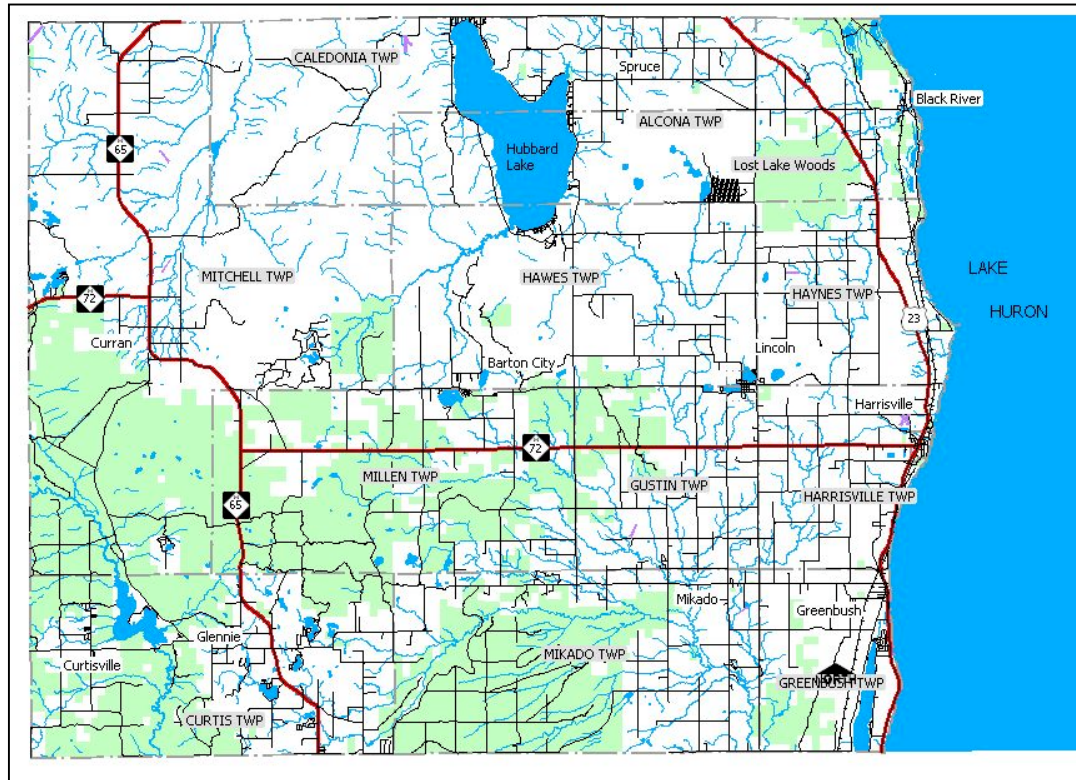 CALEDONIA TWP
Spruce
Black River
ALCONA TWP
65
Hubbard
Lake
Lost Lake Woods
LAKE
MITCHELL TWP
HAWES TWP
72
HAYNES TWP
HURON
23
Curran
Lincoln
Barton City
Harrisville
72
MILLEN TWP
GUSTIN TWP
HARRISVILLE TWP
65
Mikado
Greenbush
Glennie
MIKADO TWP
Curtisville
GREENBUSH TWP
CURTIS TWP